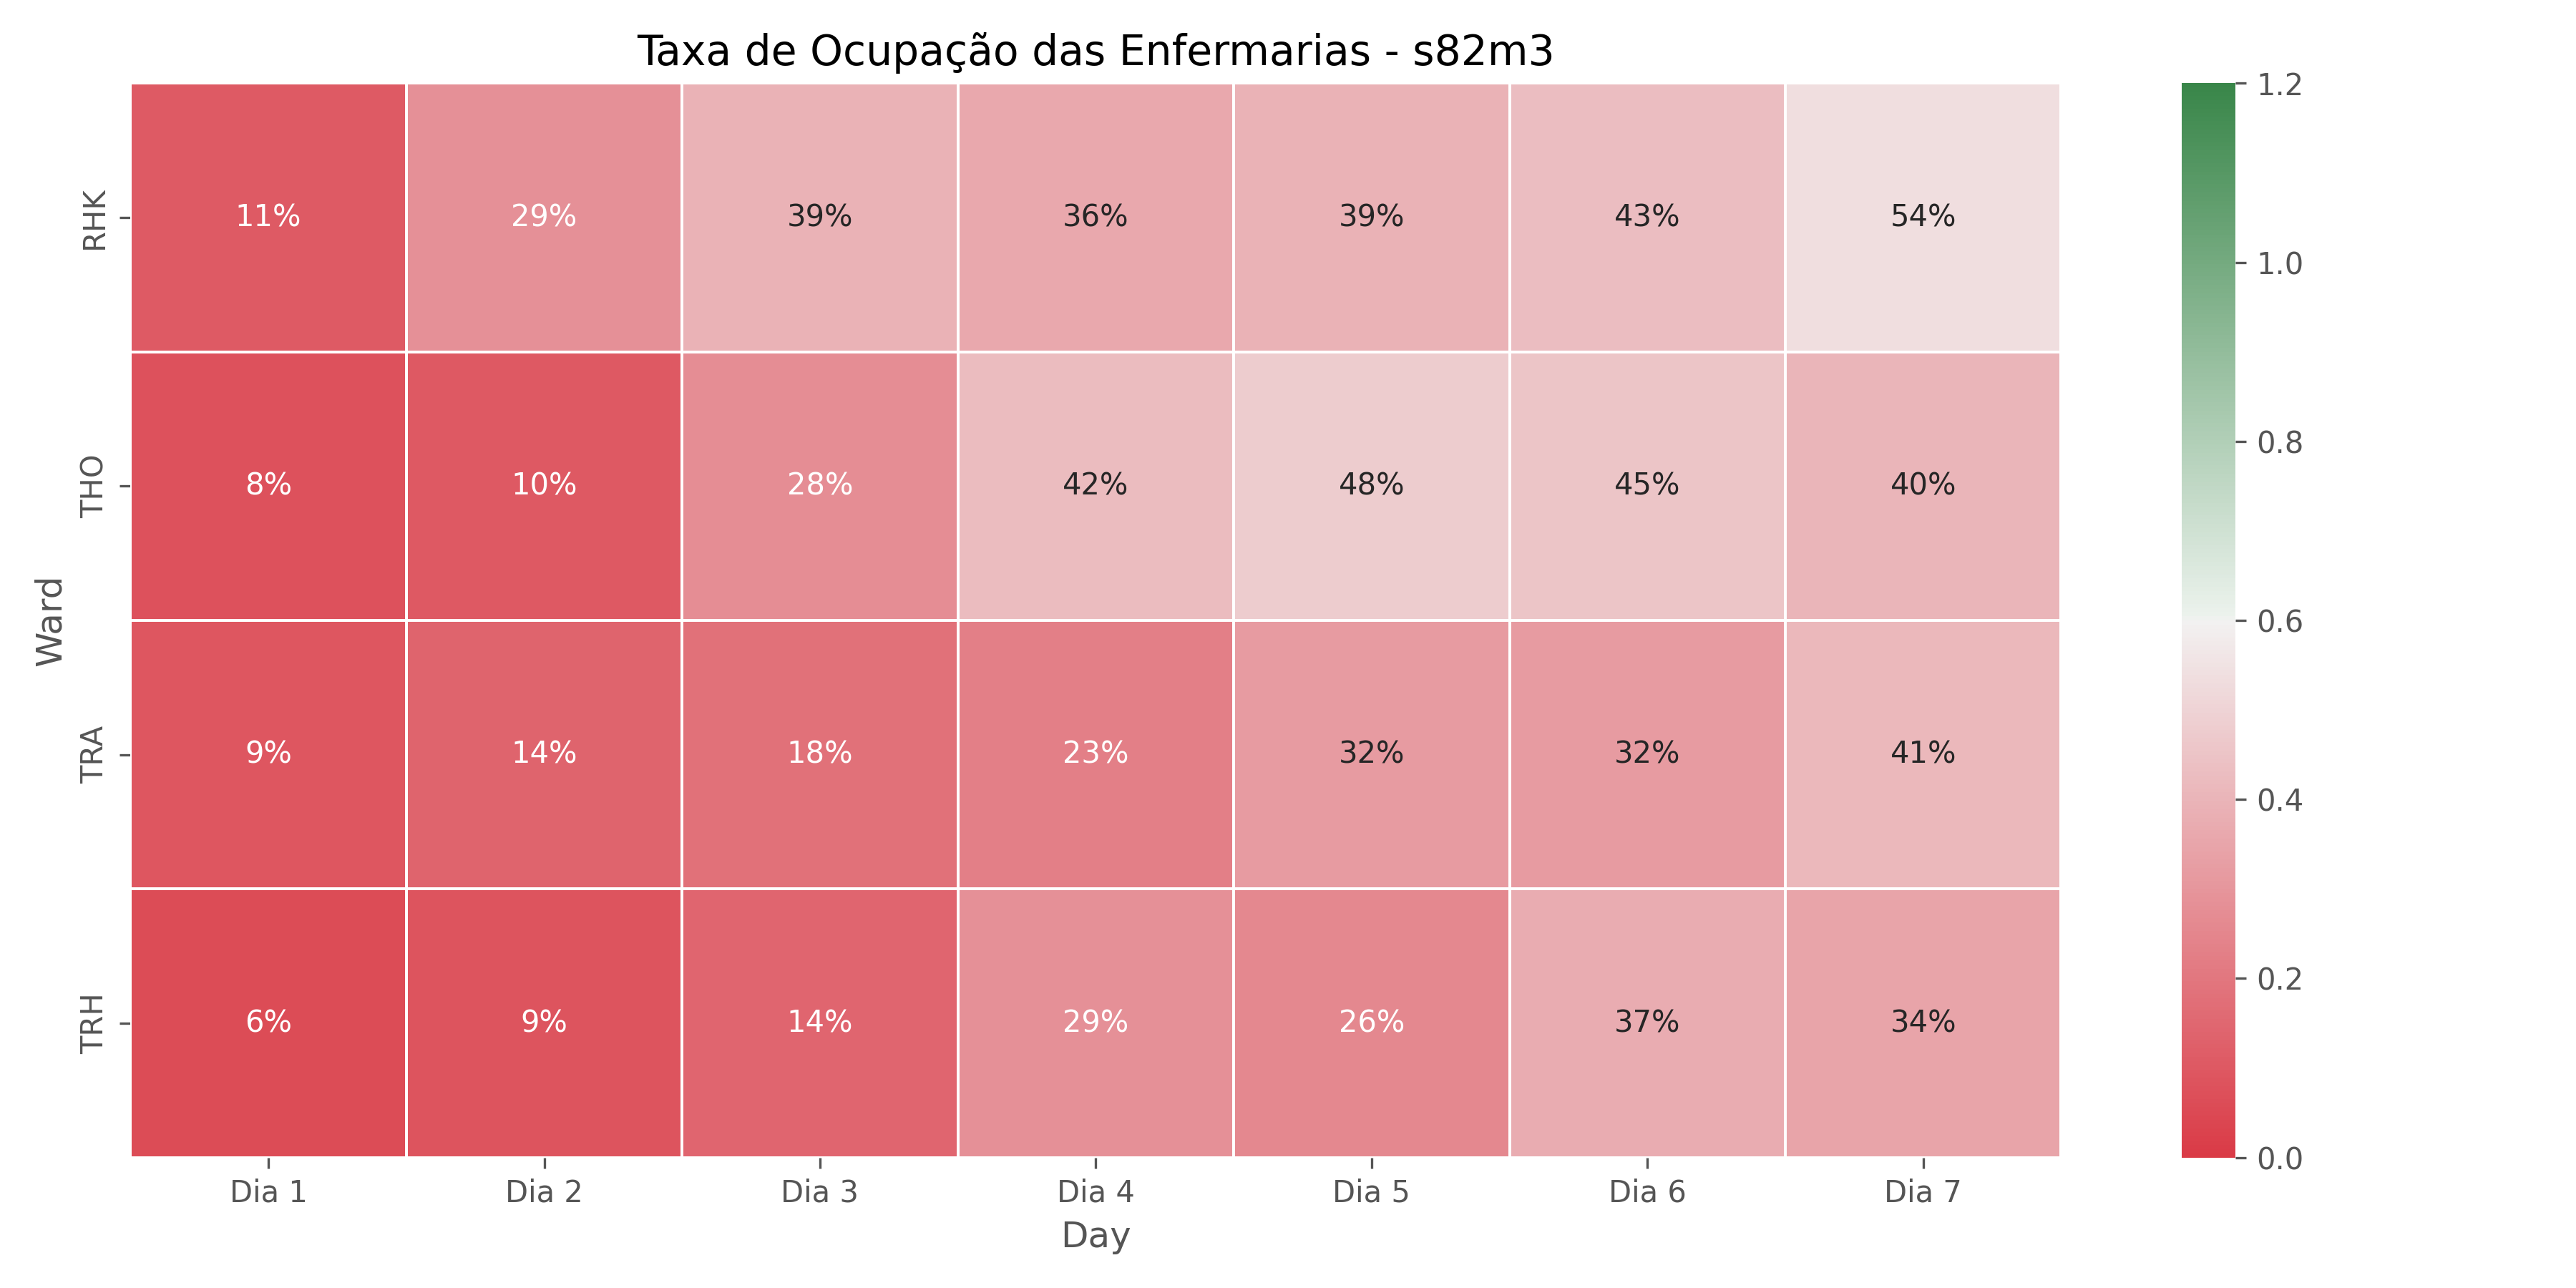 Taxa de Ocupação das Enfermarias - s82m3
Ward
RHK
11% 29% 39% 36% 39% 43% 54%
THO
8% 10% 28% 42% 48% 45% 40%
TRA
9% 14% 18% 23% 32% 32% 41%
TRH
6% 9% 14% 29% 26% 37% 34%
Dia 1 Dia 2 Dia 3 Dia 4 Dia 5 Dia 6 Dia 7
Day
1.2
1.0
0.8
0.6
0.4
0.2
0.0